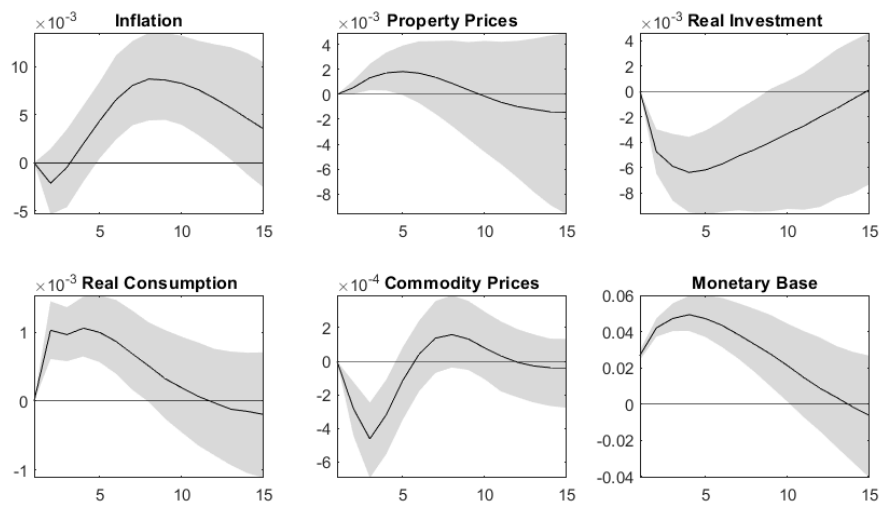 ×10⁻³ Inflation
10
5
0
-5
5 10 15
×10⁻³ Property Prices
4
2
0
-2
-4
-6
-8
5 10 15
×10⁻³ Real Investment
4
2
0
-2
-4
-6
-8
5 10 15
×10⁻³ Real Consumption
1
0
-1
5 10 15
×10⁻⁴ Commodity Prices
2
0
-2
-4
-6
5 10 15
Monetary Base
0.06
0.04
0.02
0
-0.02
-0.04
5 10 15